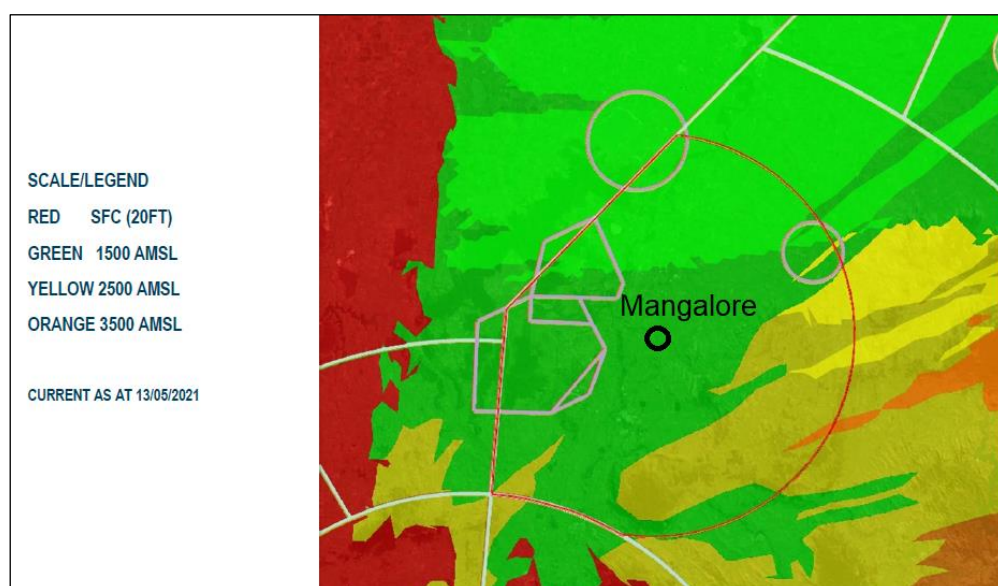 SCALE/LEGEND
RED SFC (20FT)
GREEN 1500 AMSL
YELLOW 2500 AMSL
ORANGE 3500 AMSL
CURRENT AS AT 13/05/2021
Mangalore